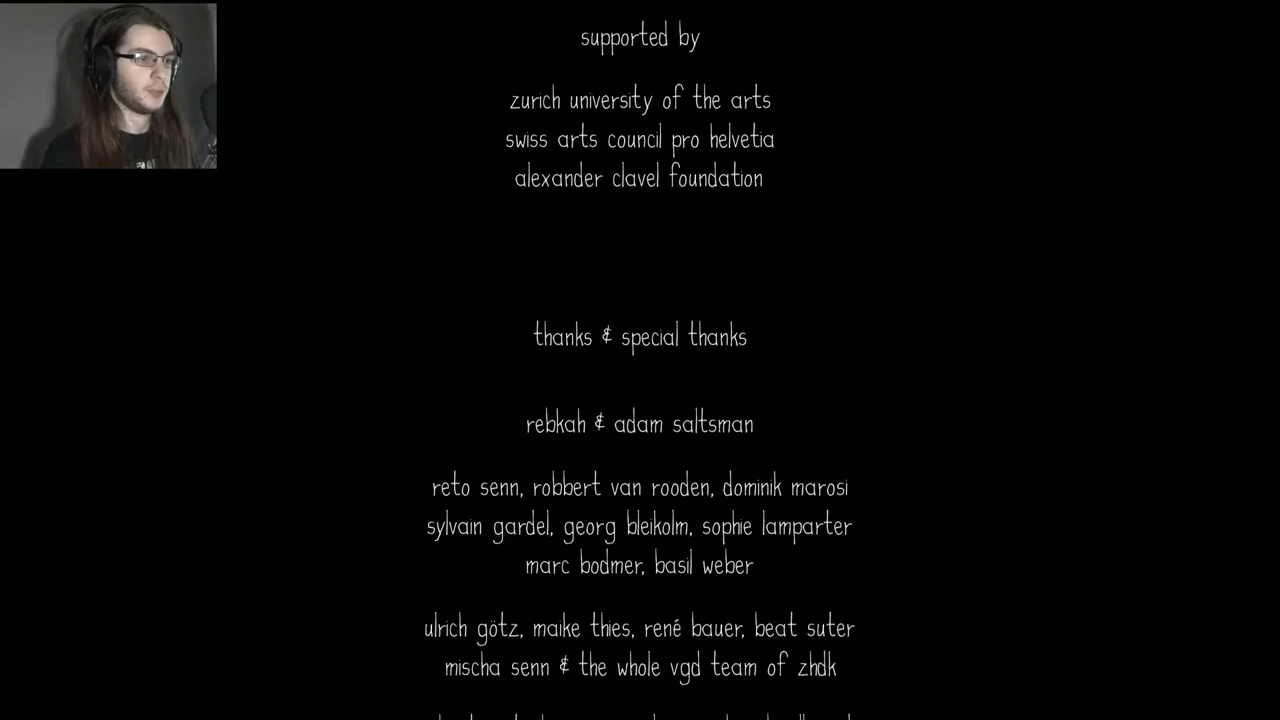 supported by
zurich university of the arts
swiss arts council pro helvetia
alexander clavel foundation
thanks & special thanks
rebkah & adam saltsman
reto senn, robbert van rooden, dominik marosi
sylvain gardel, georg bleikolm, sophie lamparter
marc bodmer, basil weber
ulrich götz, maike thies, rené bauer, beat suter
mischa senn & the whole vgd team of zhdk